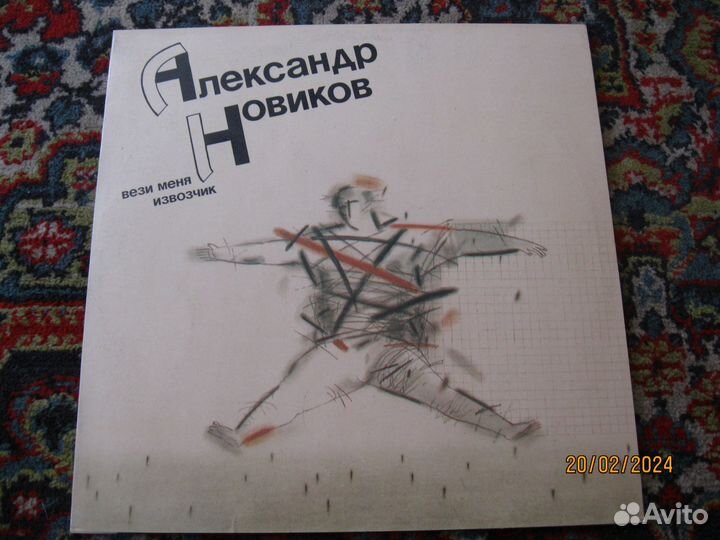 Александр
Новиков
вези меня
извозчик
20/02/2024
Avito